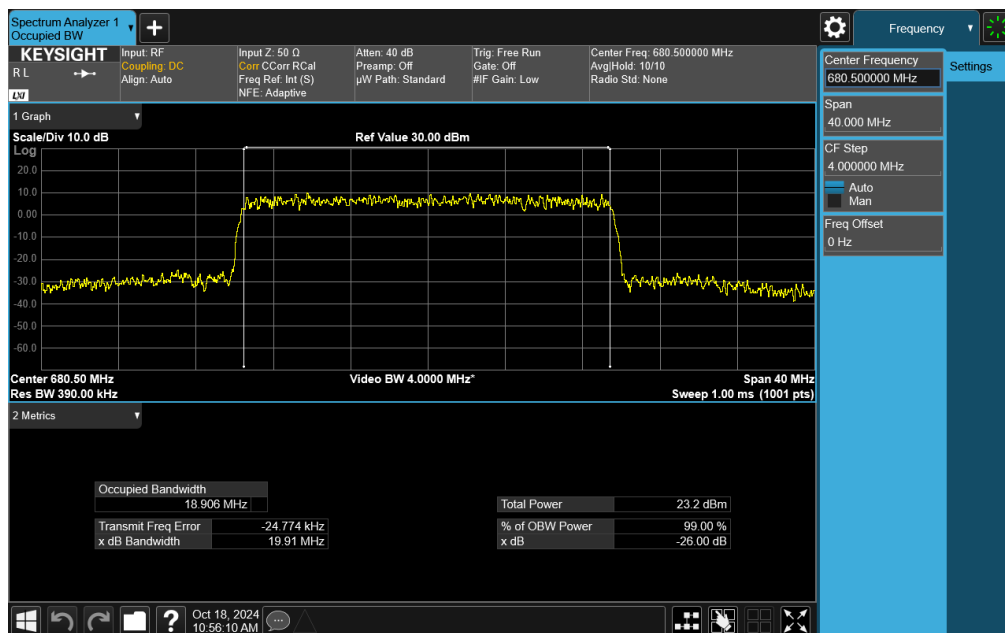 Spectrum Analyzer 1
Occupied BW
+
Frequency
KEYSIGHT
R L
LXI
Input: RF
Coupling: DC
Align: Auto
Input Z: 50 Ω
Corr CCorr RCal
Freq Ref: Int (S)
NFE: Adaptive
Atten: 40 dB
Preamp: Off
µW Path: Standard
Trig: Free Run
Gate: Off
#IF Gain: Low
Center Freq: 680.500000 MHz
Avg|Hold: 10/10
Radio Std: None
Center Frequency
680.500000 MHz
Settings
Span
40.000 MHz
CF Step
4.000000 MHz
Auto
Man
Freq Offset
0 Hz
1 Graph
Scale/Div 10.0 dB
Ref Value 30.00 dBm
Log
20.0
10.0
0.00
-10.0
-20.0
-30.0
-40.0
-50.0
-60.0
Center 680.50 MHz
Video BW 4.0000 MHz*
Span 40 MHz
Res BW 390.00 kHz
Sweep 1.00 ms (1001 pts)
2 Metrics
Occupied Bandwidth
18.906 MHz
Total Power 23.2 dBm
Transmit Freq Error -24.774 kHz
% of OBW Power 99.00 %
x dB Bandwidth 19.91 MHz
x dB -26.00 dB
?
Oct 18, 2024
10:56:10 AM